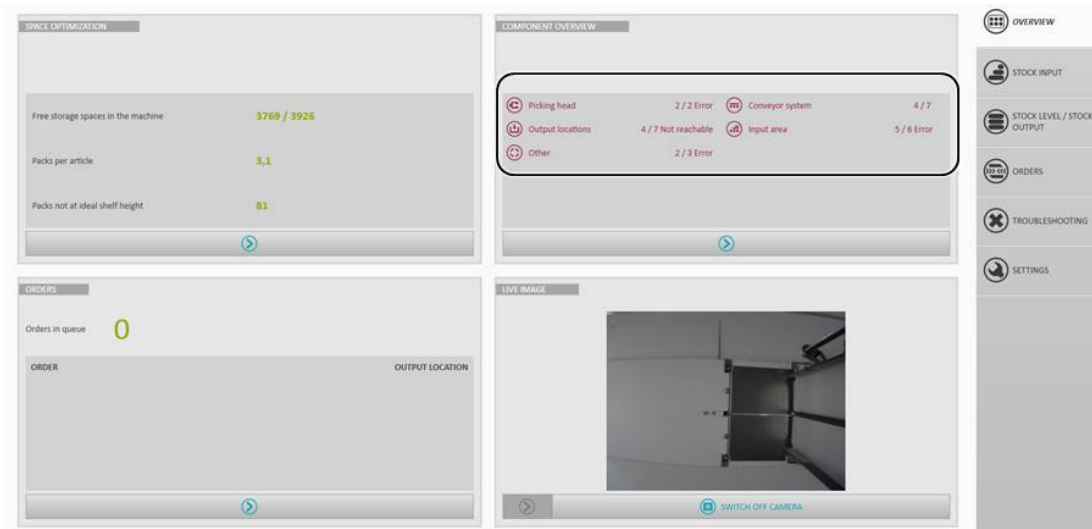 SPACE OPTIMIZATION
Free storage spaces in the machine 3769 / 3926
Packs per article 3,1
Packs not at ideal shelf height 81
COMPONENT OVERVIEW
Picking head 2 / 2 Error Conveyor system 4 / 7
Output locations 4 / 7 Not reachable Input area 5 / 6 Error
Other 2 / 3 Error
ORDERS
Orders in queue 0
ORDER OUTPUT LOCATION
LIVE IMAGE
SWITCH OFF CAMERA
OVERVIEW
STOCK INPUT
STOCK LEVEL / STOCK
OUTPUT
ORDERS
TROUBLESHOOTING
SETTINGS